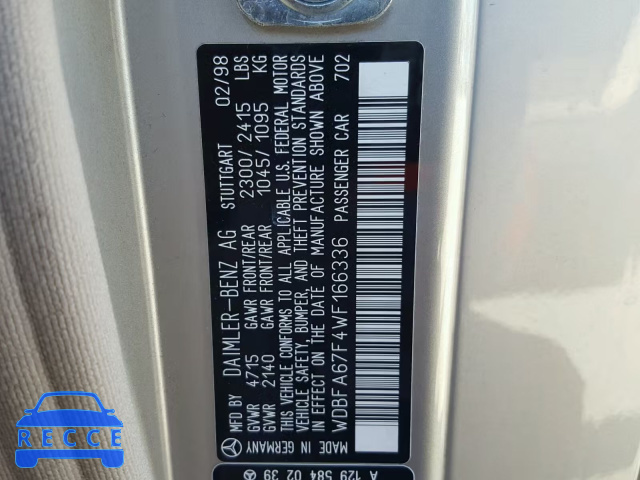 MFD BY DAIMLER-BENZ AG STUTTGART 02/98
GVWR 4715 GAWR FRONT/REAR 2300/2415 LBS
GVWR 2140 GAWR FRONT/REAR 1045/1095 KG
THIS VEHICLE CONFORMS TO ALL APPLICABLE U.S. FEDERAL MOTOR
VEHICLE SAFETY, BUMPER, AND THEFT PREVENTION STANDARDS
IN EFFECT ON THE DATE OF MANUFACTURE SHOWN ABOVE
WDBFA67F4WF166336 PASSENGER CAR 702
MADE IN GERMANY
A 129 584 02 39
RECCE